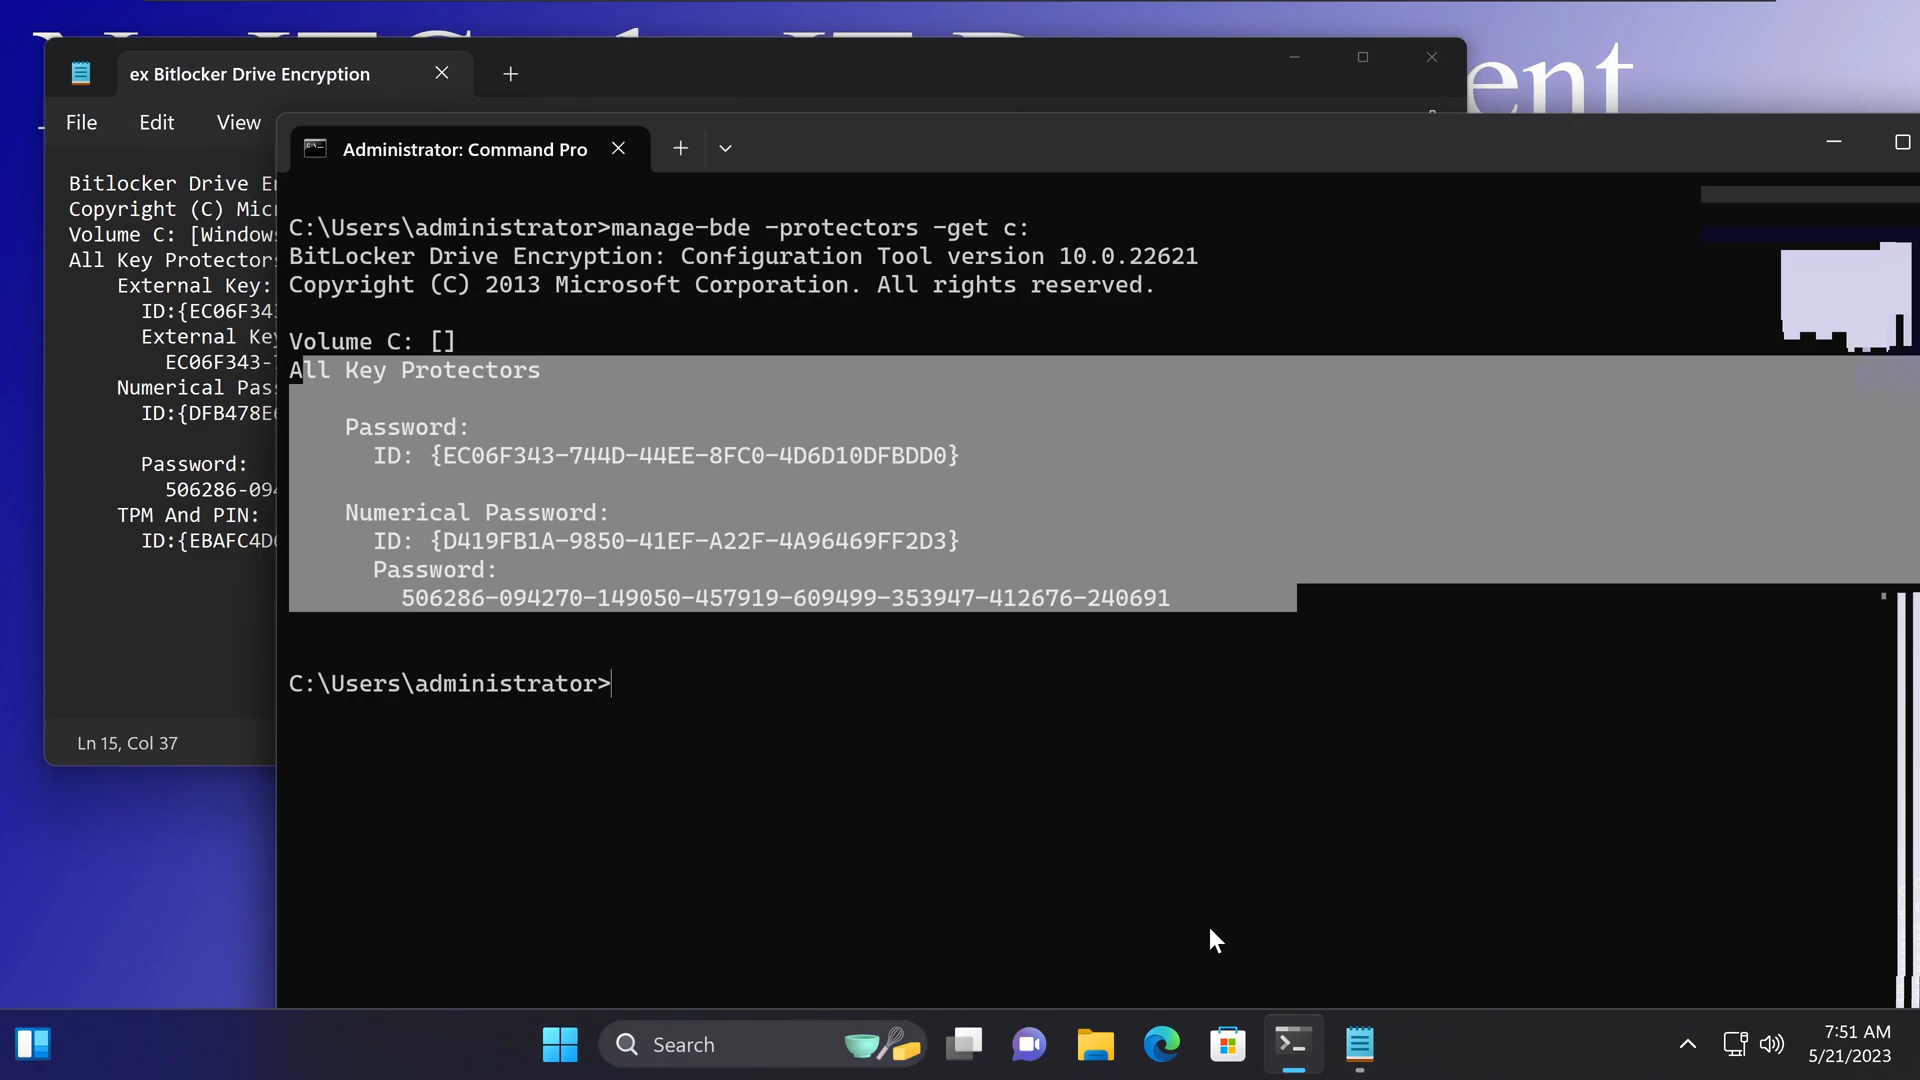 ent
ex Bitlocker Drive Encryption
File Edit View
Bitlocker Drive
Copyright (C)
Volume C:
All Key Protectors
External Key:
ID:{EC06F343
External
EC06F343-
Numerical
ID:{DFB478E
Password:
506286-094
TPM And PIN:
ID:{EBAFC4D
Ln 15, Col 37
Administrator: Command Pro
C:\Users\administrator>manage-bde -protectors -get c:
BitLocker Drive Encryption: Configuration Tool version 10.0.22621
Copyright (C) 2013 Microsoft Corporation. All rights reserved.
Volume C: []
All Key Protectors
Password:
ID: {EC06F343-744D-44EE-8FC0-4D6D10DFBDD0}
Numerical Password:
ID: {D419FB1A-9850-41EF-A22F-4A96469FF2D3}
Password:
506286-094270-149050-457919-609499-353947-412676-240691
C:\Users\administrator>
Search
7:51 AM
5/21/2023